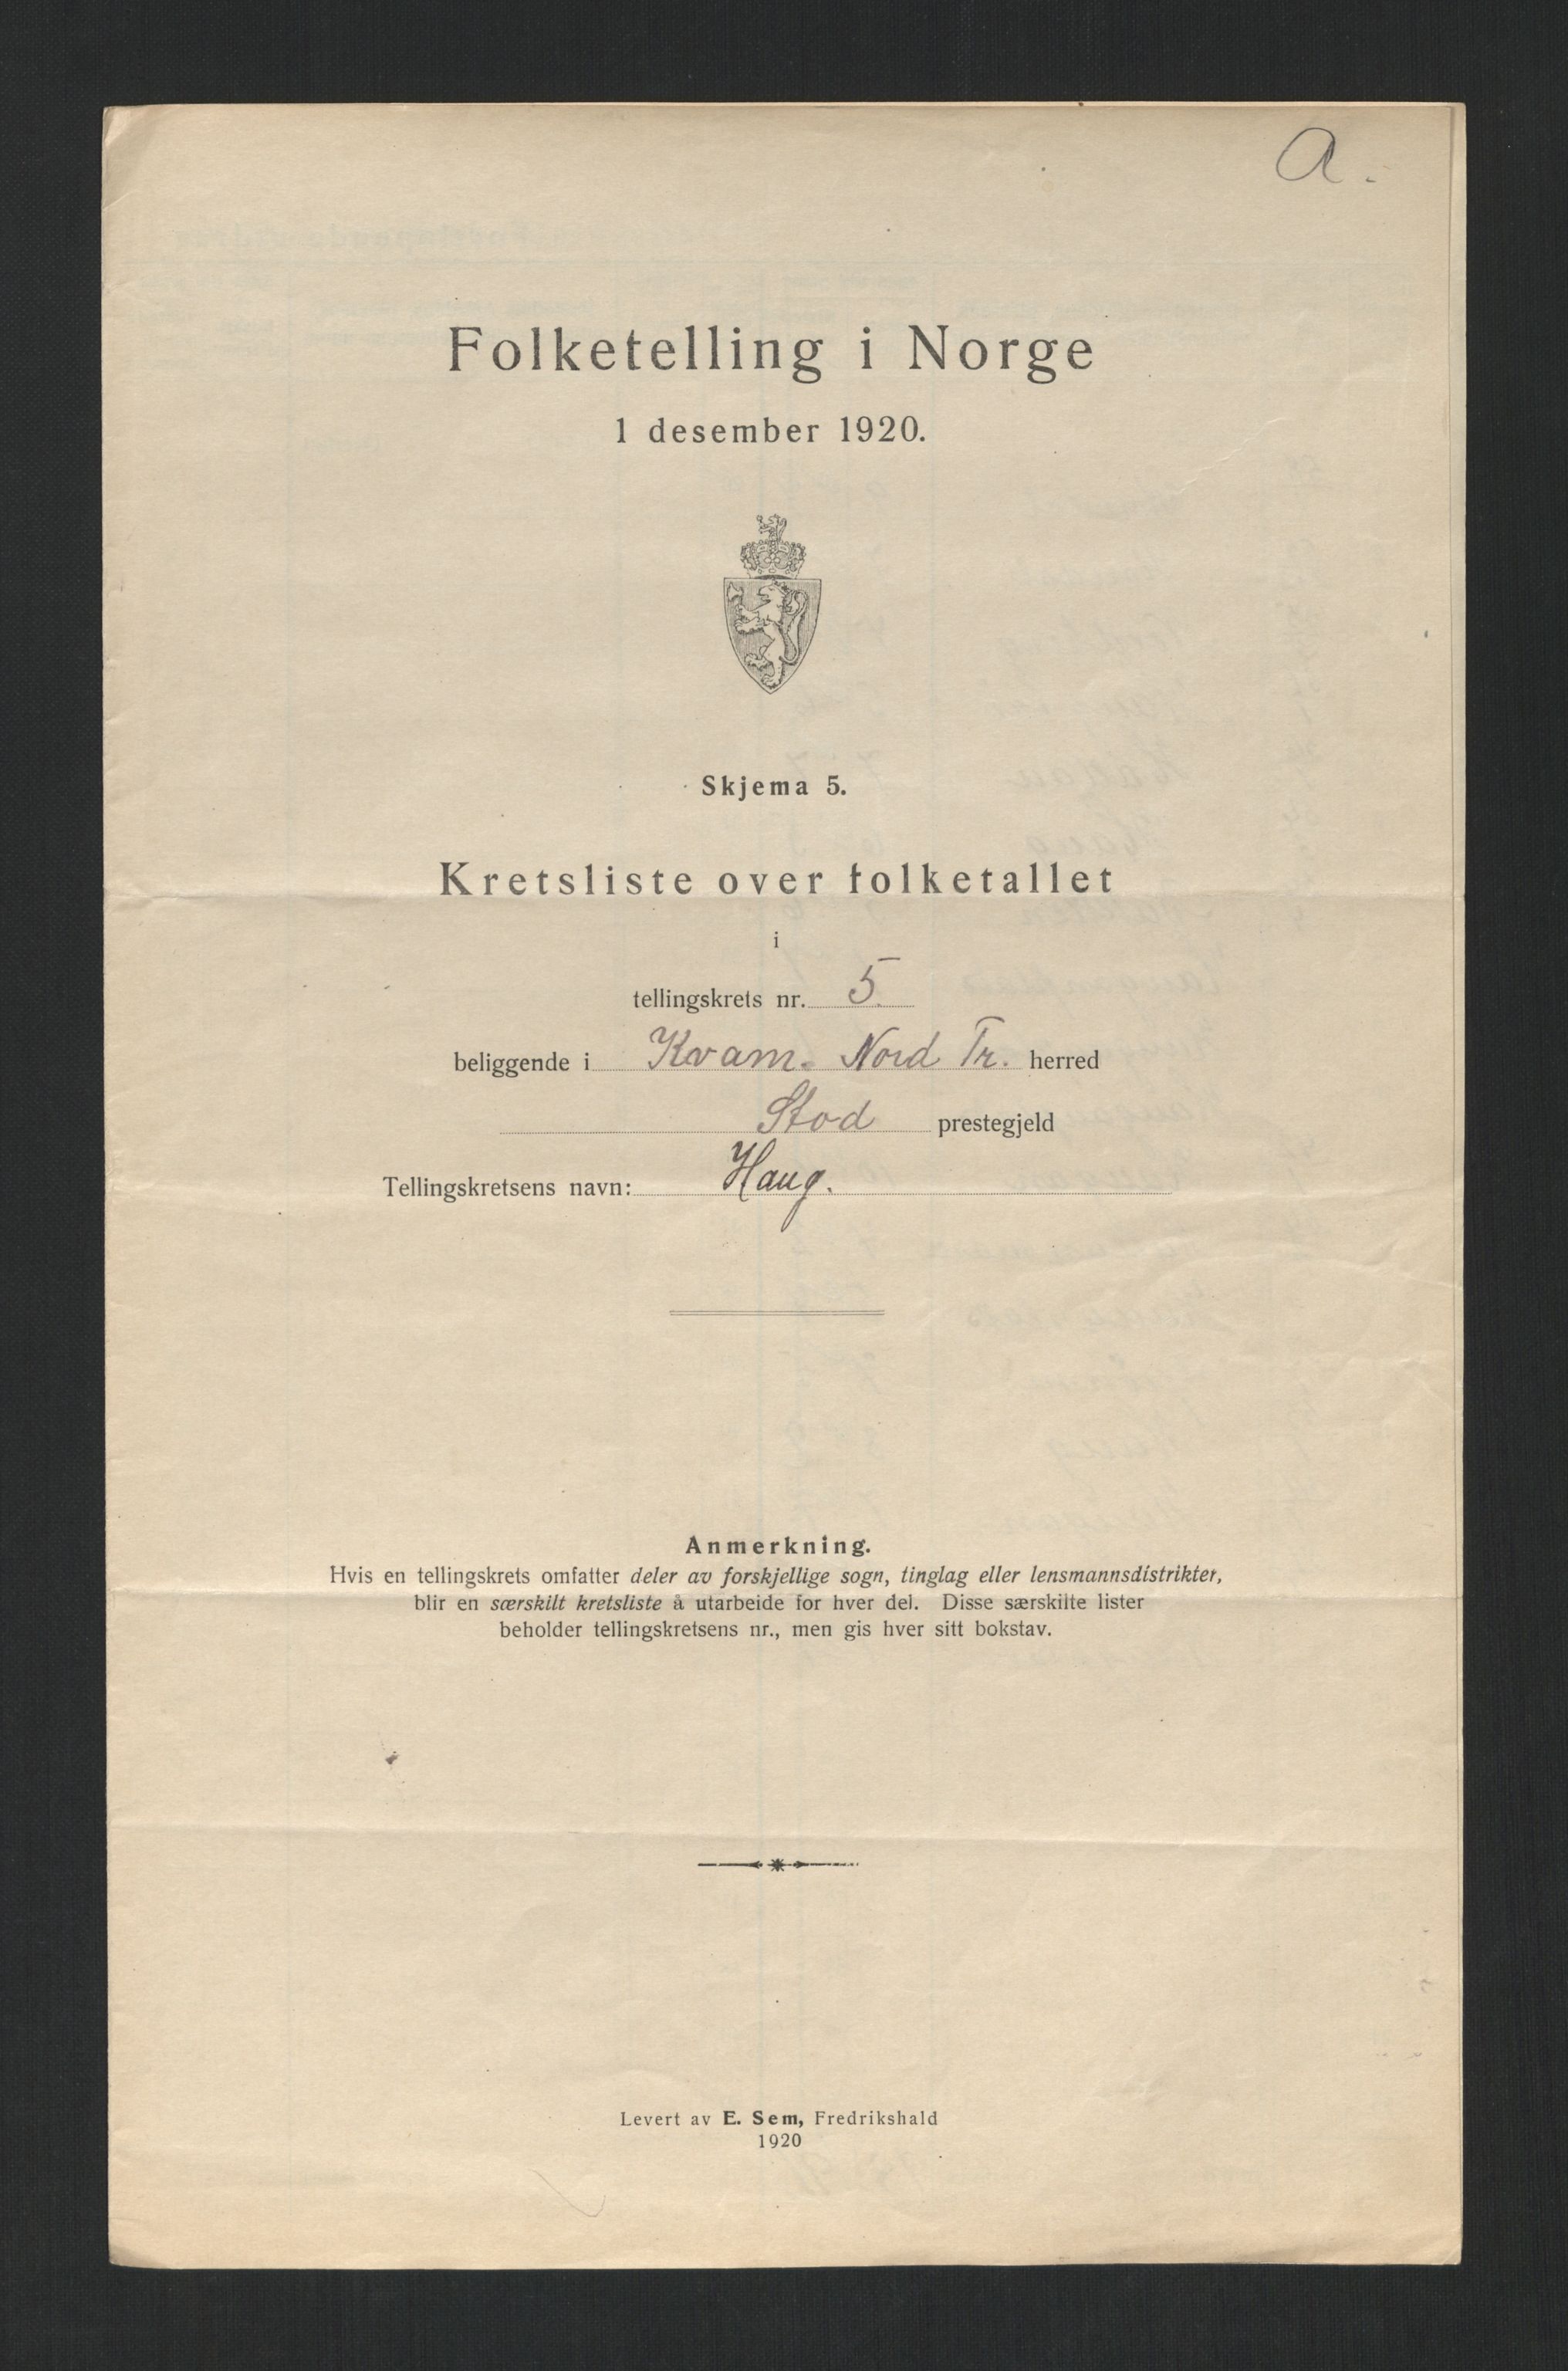 a.
Folketelling i Norge
1 desember 1920.
Skjema 5.
Kretsliste over folketallet
i
tellingskrets nr. 5.
beliggende i Kvam. Nord Tr. herred
Stod prestegjeld
Tellingskretsens navn: Haug.
Anmerkning.
Hvis en tellingskrets omfatter deler av forskjellige sogn, tinglag eller lensmannsdistrikter,
blir en særskilt kretsliste å utarbeide for hver del. Disse særskilte lister
beholder tellingskretsens nr., men gis hver sitt bokstav.
Levert av E. Sem, Fredrikshald
1920